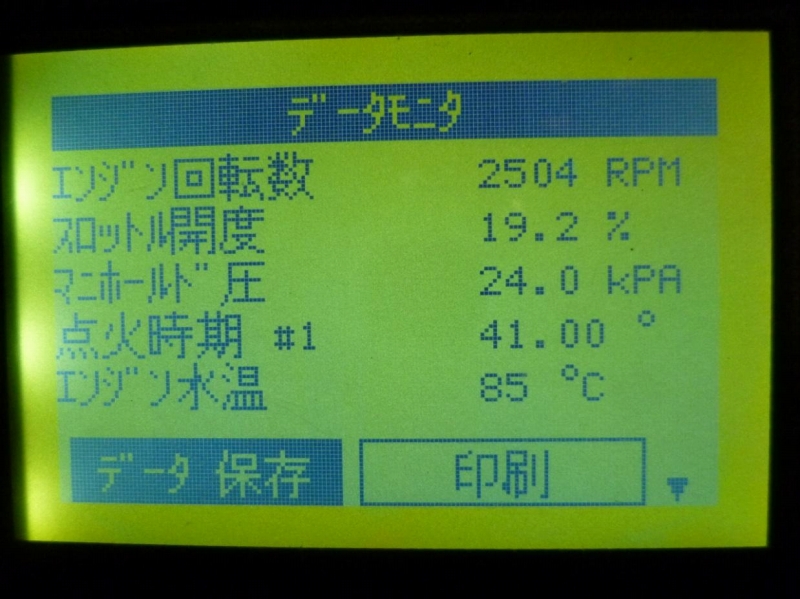 データモニタ
エンジン回転数 2504 RPM
スロットル開度 19.2 %
マニホールド圧 24.0 kPA
点火時期 #1 41.00 °
エンジン水温 85 °C
データ 保存 印刷 ▼